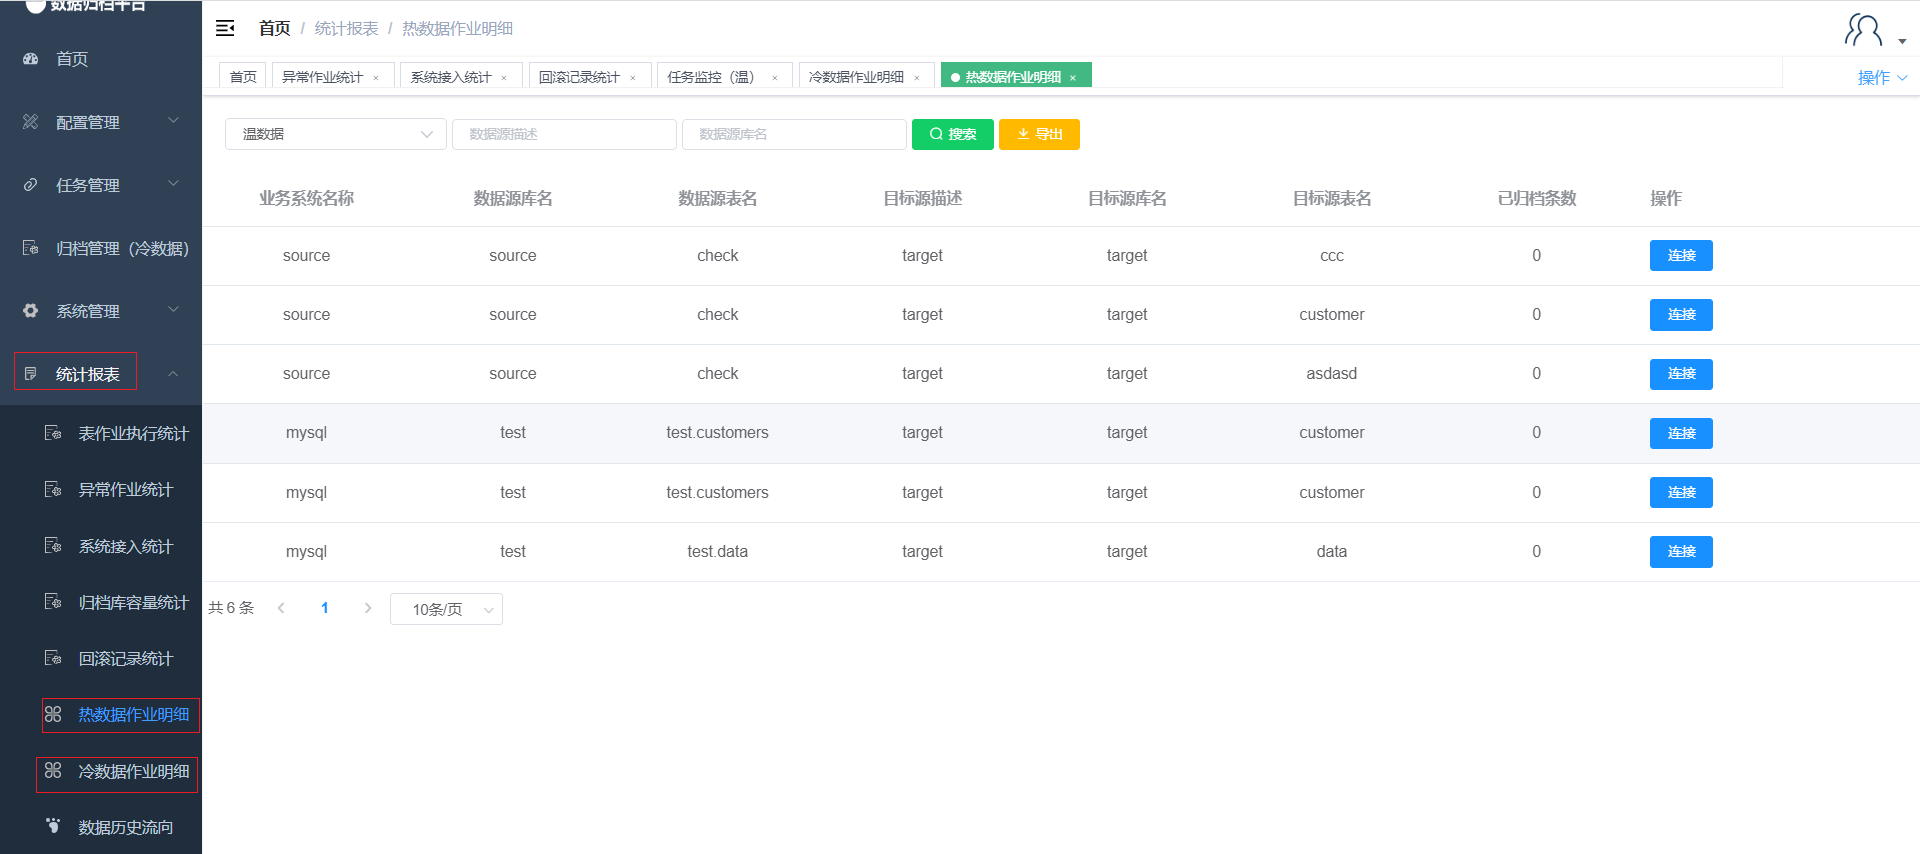 数据归档平台
首页
配置管理
任务管理
归档管理（冷数据）
系统管理
统计报表
表作业执行统计
异常作业统计
系统接入统计
归档库容量统计
回滚记录统计
热数据作业明细
冷数据作业明细
数据历史流向
首页 / 统计报表 / 热数据作业明细
首页 异常作业统计 × 系统接入统计 × 回滚记录统计 × 任务监控（温） × 冷数据作业明细 × 热数据作业明细 × 操作
温数据 数据源描述 数据源库名 搜索 导出
业务系统名称 数据源库名 数据源表名 目标源描述 目标源库名 目标源表名 已归档条数 操作
source source check target target ccc 0 连接
source source check target target customer 0 连接
source source check target target asdasd 0 连接
mysql test test.customers target target customer 0 连接
mysql test test.customers target target customer 0 连接
mysql test test.data target target data 0 连接
共 6 条 1 10条/页